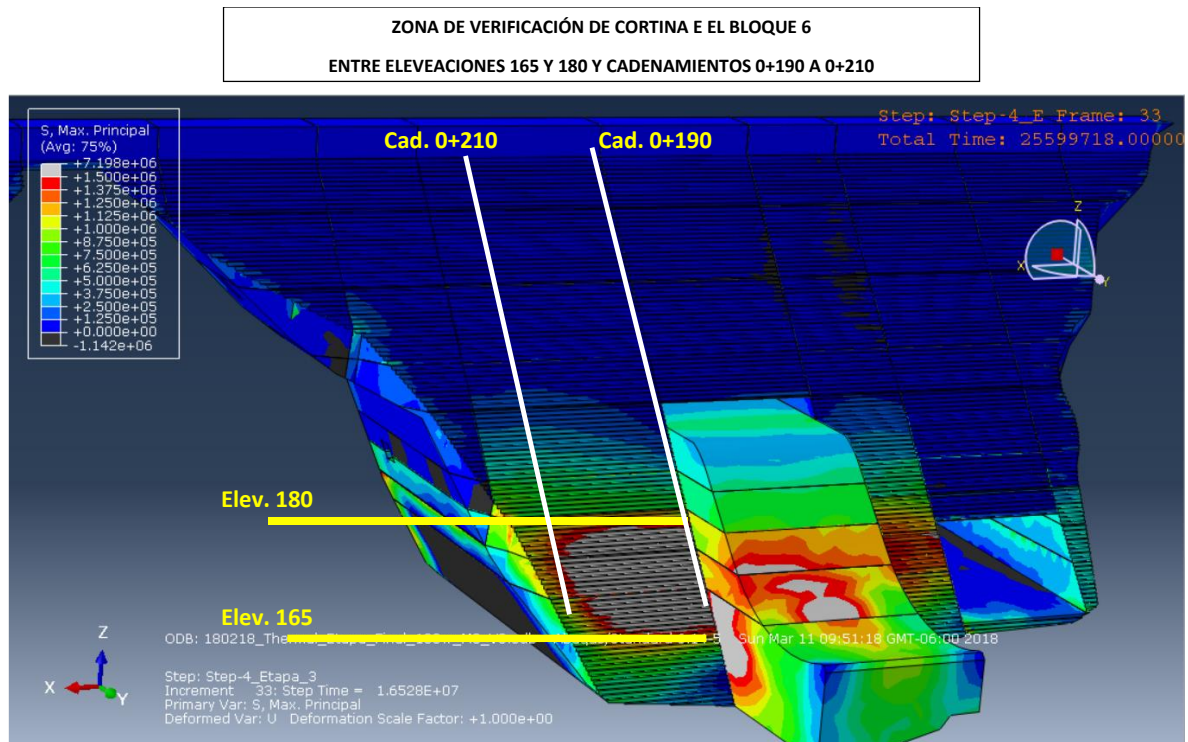 ZONA DE VERIFICACIÓN DE CORTINA E EL BLOQUE 6
ENTRE ELEVEACIONES 165 Y 180 Y CADENAMIENTOS 0+190 A 0+210
S, Max. Principal
(Avg: 75%)
+7.198e+06
+1.500e+06
+1.375e+06
+1.250e+06
+1.125e+06
+1.000e+06
+8.750e+05
+7.500e+05
+6.250e+05
+5.000e+05
+3.750e+05
+2.500e+05
+1.250e+05
+0.000e+00
-1.142e+06
Cad. 0+210
Cad. 0+190
Step: Step-4_E Frame: 33
Total Time: 25599718.00000
Z
X
Y
Elev. 180
Elev. 165
ODB: Sun Mar 11 09:51:18 GMT-06:00 2018
Z
X
Y
Step: Step-4_Etapa_3
Increment 33: Step Time = 1.6528E+07
Primary Var: S, Max. Principal
Deformed Var: U Deformation Scale Factor: +1.000e+00